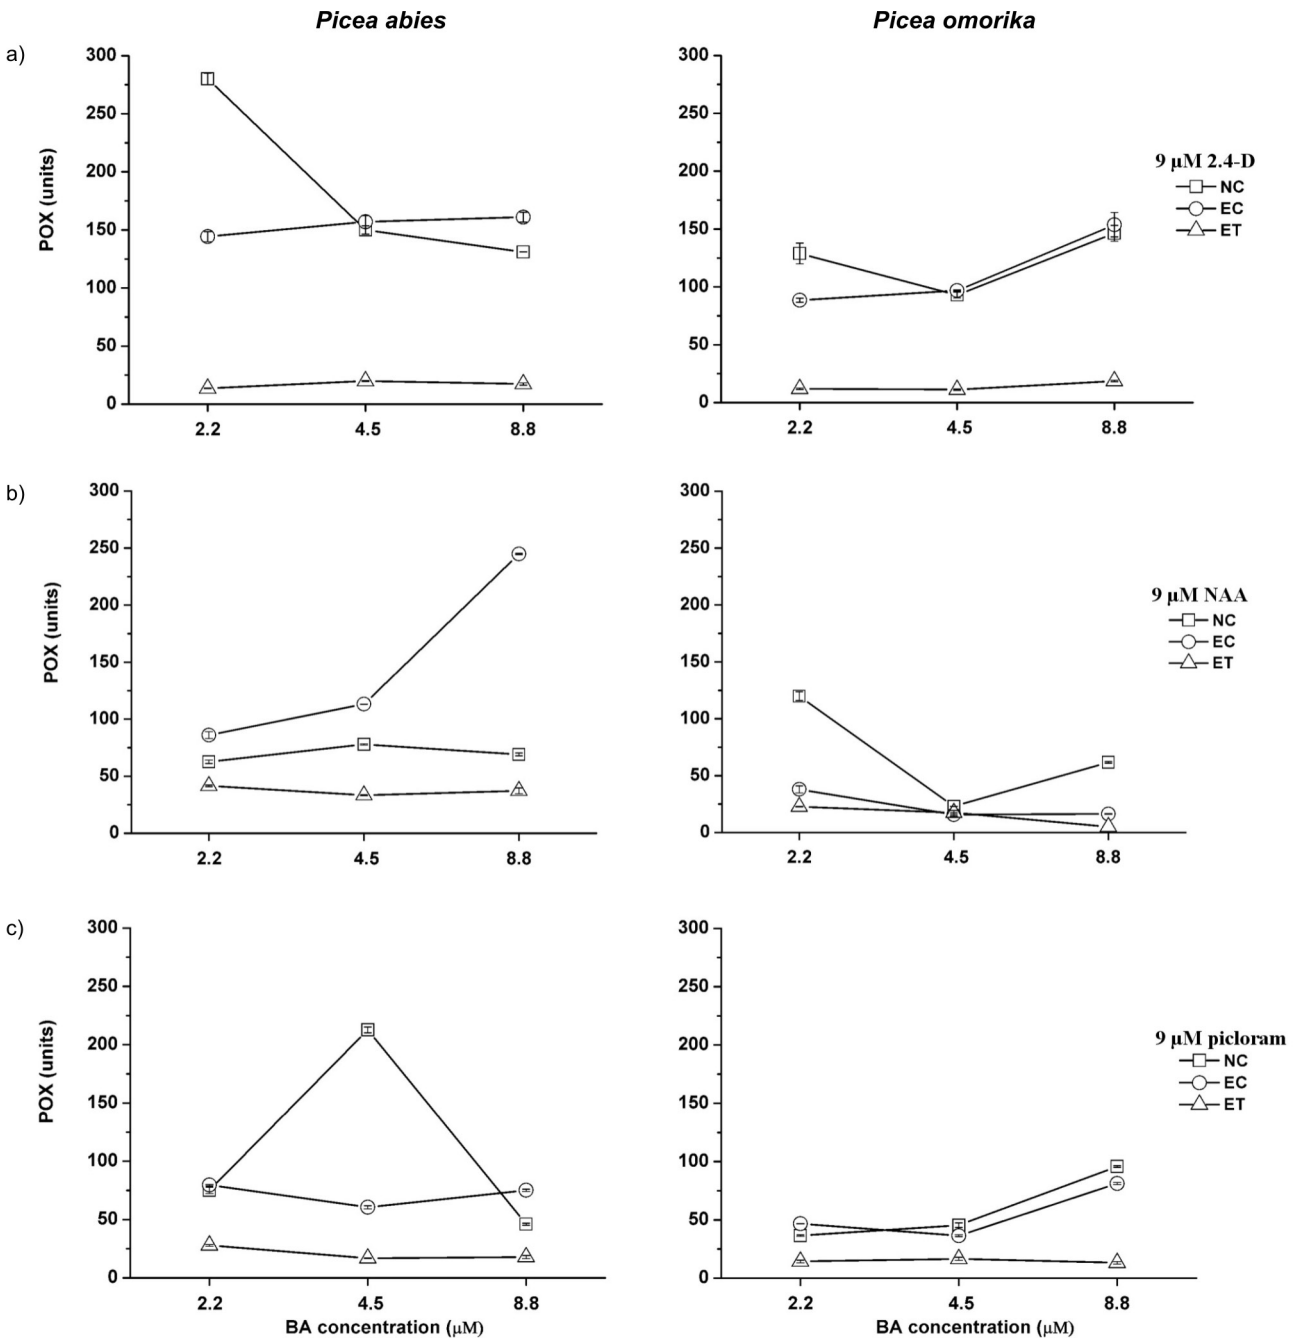 Picea abies Picea omorika
a)
300
250
200
150
100
50
0
POX (units)
2.2 4.5 8.8
300
250
200
150
100
50
0
2.2 4.5 8.8
9 μM 2.4-D
NC
EC
ET
b)
300
250
200
150
100
50
0
POX (units)
2.2 4.5 8.8
300
250
200
150
100
50
0
2.2 4.5 8.8
9 μM NAA
NC
EC
ET
c)
300
250
200
150
100
50
0
POX (units)
2.2 4.5 8.8
BA concentration (μM)
300
250
200
150
100
50
0
2.2 4.5 8.8
BA concentration (μM)
9 μM picloram
NC
EC
ET